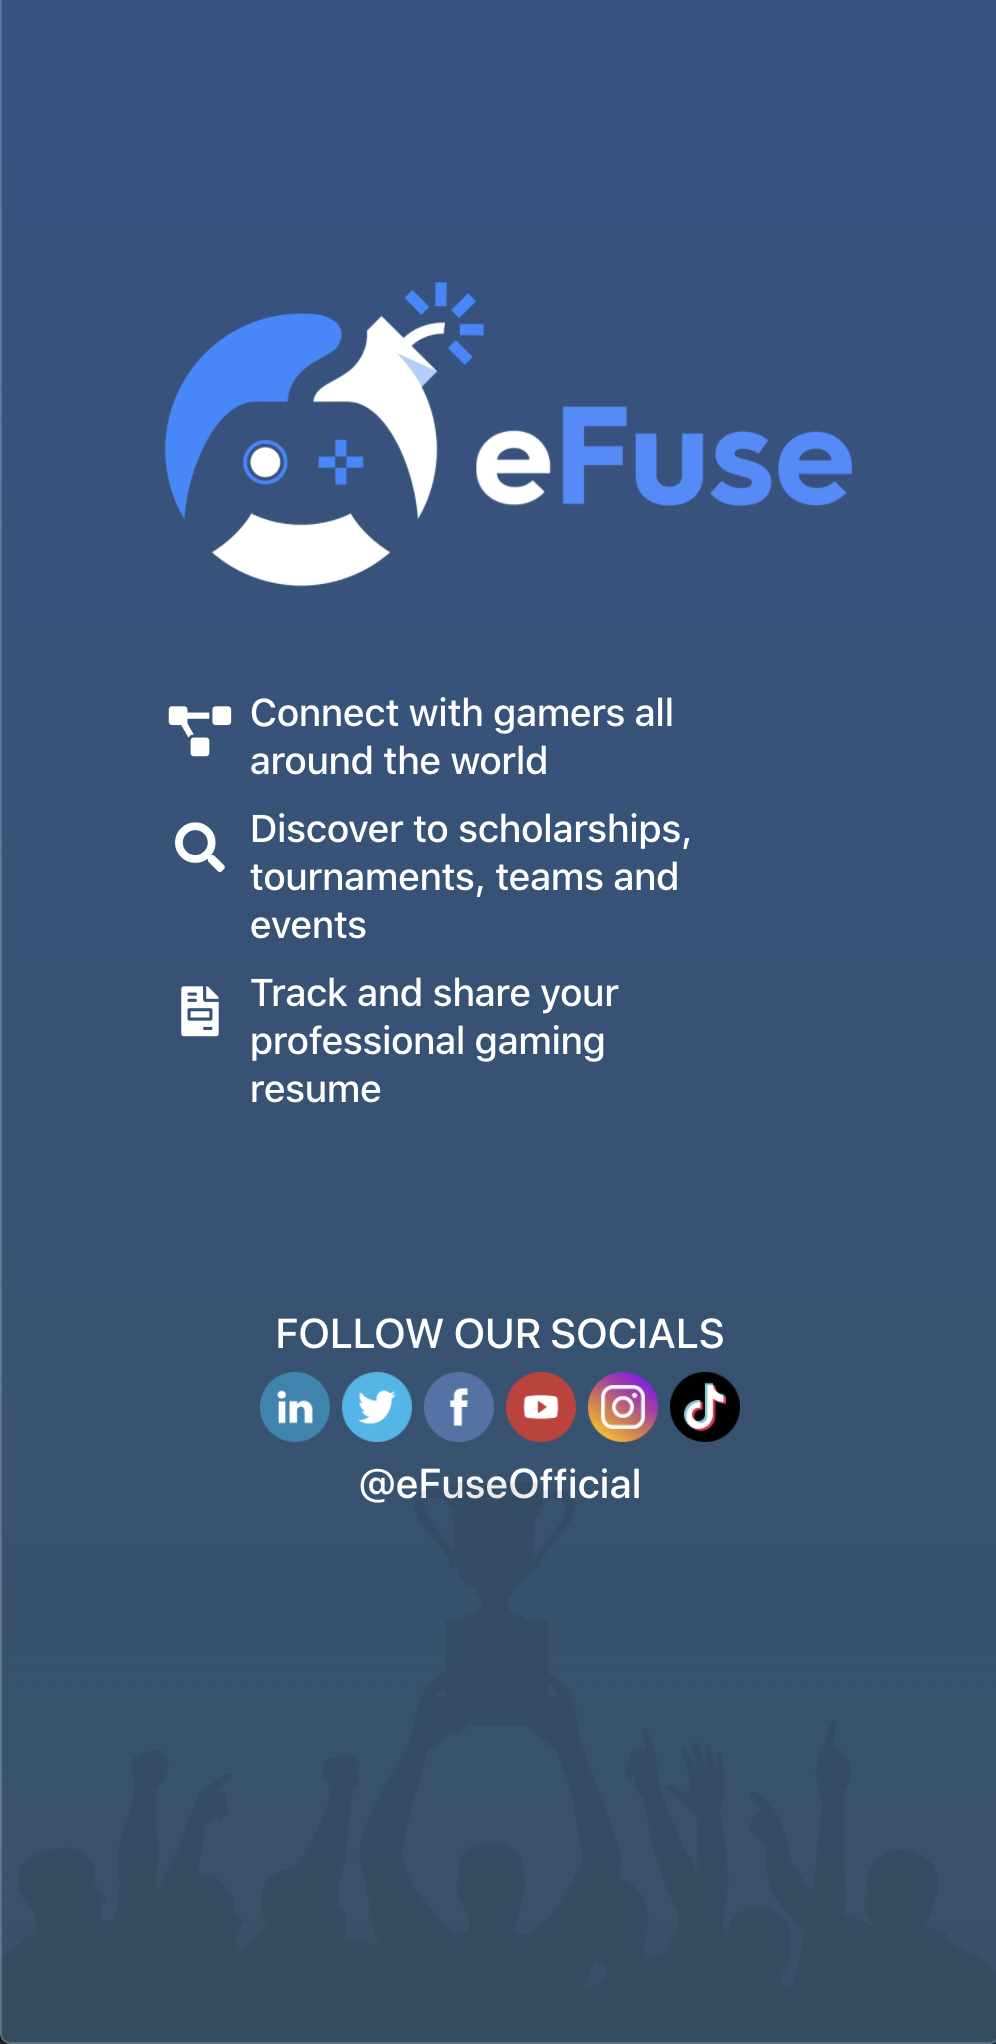 eFuse
Connect with gamers all
around the world
Discover to scholarships,
tournaments, teams and
events
Track and share your
professional gaming
resume
FOLLOW OUR SOCIALS
in
f
@eFuseOfficial